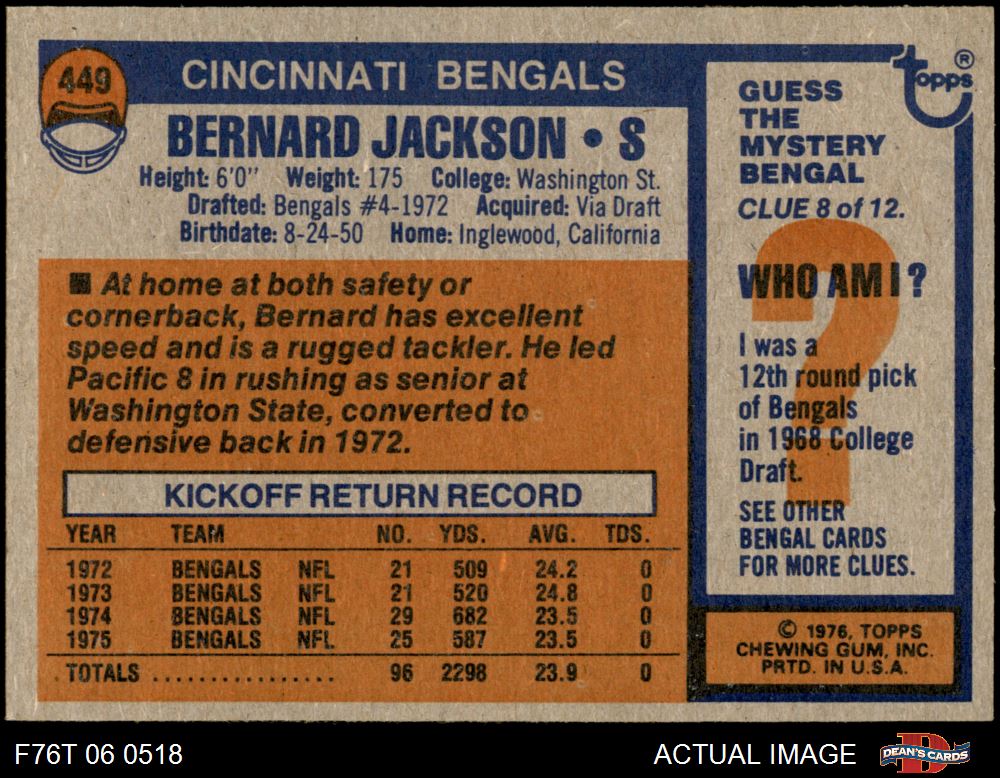 449
CINCINNATI BENGALS
BERNARD JACKSON • S
Height: 6'0" Weight: 175 College: Washington St.
Drafted: Bengals #4-1972 Acquired: Via Draft
Birthdate: 8-24-50 Home: Inglewood, California
■ At home at both safety or
cornerback, Bernard has excellent
speed and is a rugged tackler. He led
Pacific 8 in rushing as senior at
Washington State, converted to
defensive back in 1972.
KICKOFF RETURN RECORD
YEAR TEAM NO. YDS. AVG. TDS.
1972 BENGALS NFL 21 509 24.2 0
1973 BENGALS NFL 21 520 24.8 0
1974 BENGALS NFL 29 682 23.5 0
1975 BENGALS NFL 25 587 23.5 0
TOTALS ................ 96 2298 23.9 0
topps ®
GUESS
THE
MYSTERY
BENGAL
CLUE 8 of 12.
?
WHO AM I?
I was a
12th round pick
of Bengals
in 1968 College
Draft.
SEE OTHER
BENGAL CARDS
FOR MORE CLUES.
© 1976, TOPPS
CHEWING GUM, INC.
PRTD. IN U.S.A.
F76T 06 0518
ACTUAL IMAGE
D
DEAN'S CARDS